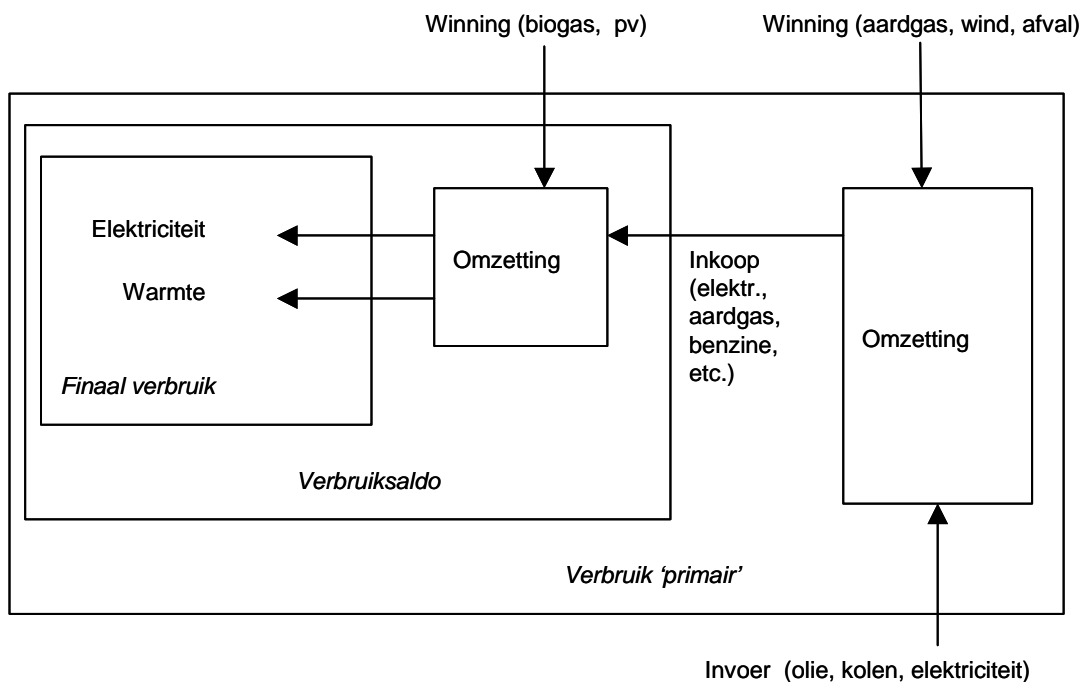 Winning (biogas, pv)
Winning (aardgas, wind, afval)
Elektriciteit
Warmte
Finaal verbruik
Omzetting
Verbruiksaldo
Inkoop
(elektr.,
aardgas,
benzine,
etc.)
Omzetting
Verbruik ‘primair’
Invoer (olie, kolen, elektriciteit)